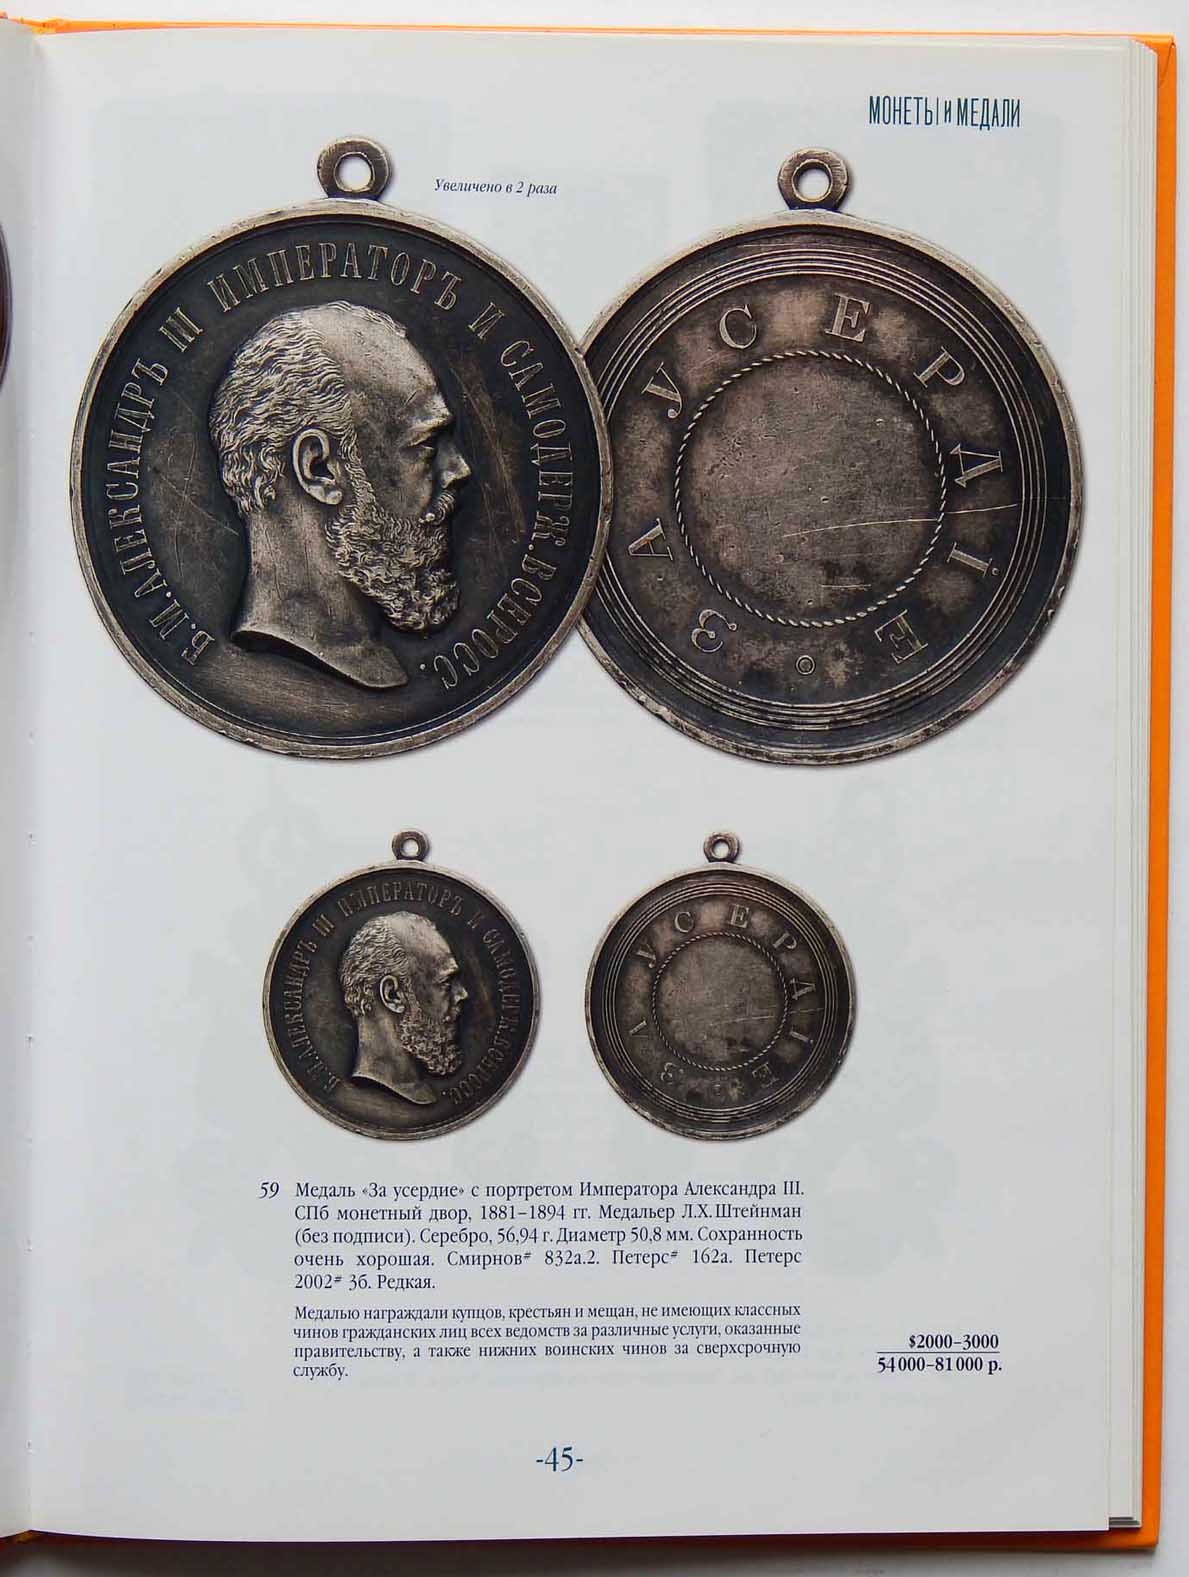 МОНЕТЫ И МЕДАЛИ
Увеличено в 2 раза
Б.М.АЛЕКСАНДРЪ III ИМПЕРАТОРЪ И САМОДЕРЖ.ВСЕРОСС.
ЗА УСЕРДІЕ
Б.М.АЛЕКСАНДРЪ III ИМПЕРАТОРЪ И САМОДЕРЖ.ВСЕРОСС.
ЗА УСЕРДІЕ
59 Медаль «За усердие» с портретом Императора Александра III.
СПб монетный двор, 1881–1894 гг. Медальер Л.Х.Штейнман
(без подписи). Серебро, 56,94 г. Диаметр 50,8 мм. Сохранность
очень хорошая. Смирнов# 832а.2. Петерс# 162а. Петерс
2002# 3б. Редкая.
Медалью награждали купцов, крестьян и мещан, не имеющих классных
чинов гражданских лиц всех ведомств за различные услуги, оказанные
правительству, а также нижних воинских чинов за сверхсрочную
службу.
$2000–3000
54000–81000 р.
-45-